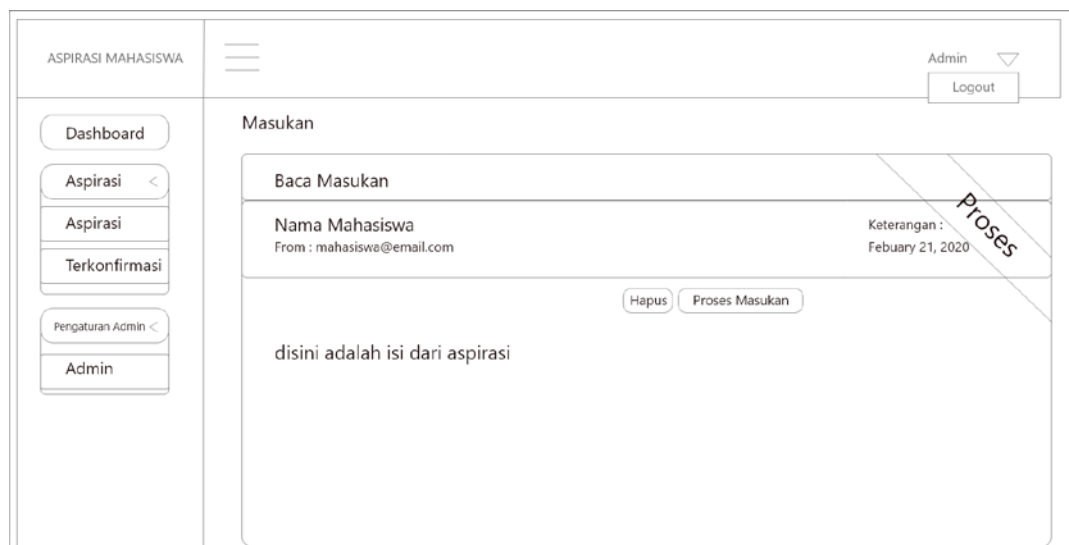 ASPIRASI MAHASISWA
Admin
Logout
Dashboard
Aspirasi <
Aspirasi
Terkonfirmasi
Pengaturan Admin <
Admin
Masukan
Baca Masukan
Nama Mahasiswa
From : mahasiswa@email.com
Keterangan :
Febuary 21, 2020
Proses
Hapus
Proses Masukan
disini adalah isi dari aspirasi